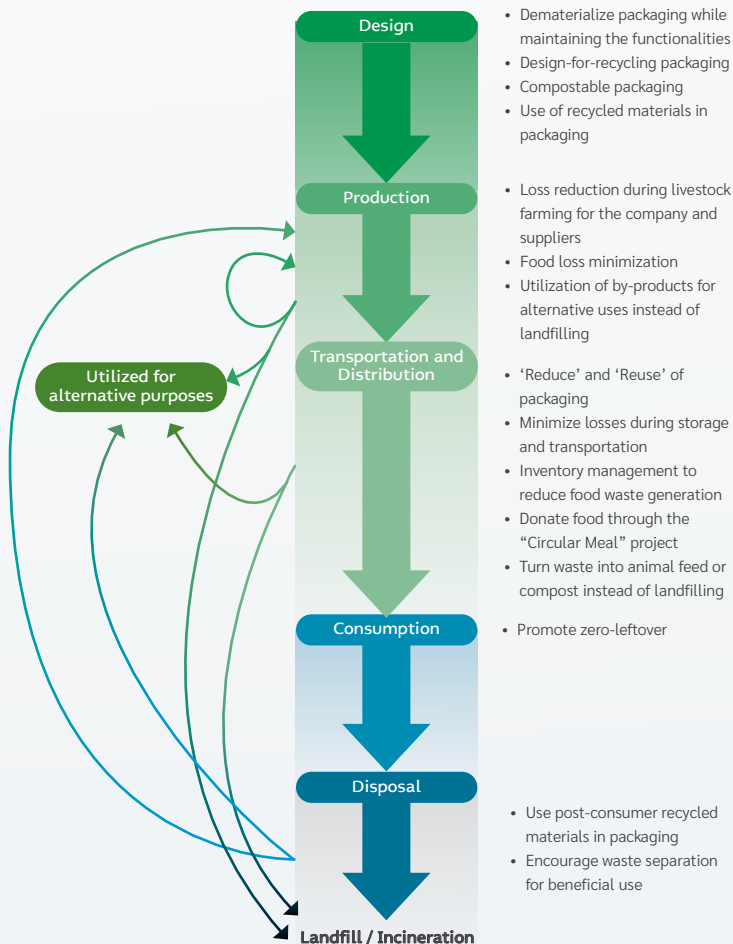 Design
• Dematerialize packaging while
maintaining the functionalities
• Design-for-recycling packaging
• Compostable packaging
• Use of recycled materials in
packaging
Production
• Loss reduction during livestock
farming for the company and
suppliers
• Food loss minimization
• Utilization of by-products for
alternative uses instead of
landfilling
Transportation and
Distribution
• ‘Reduce’ and ‘Reuse’ of
packaging
• Minimize losses during storage
and transportation
• Inventory management to
reduce food waste generation
• Donate food through the
“Circular Meal” project
• Turn waste into animal feed or
compost instead of landfilling
Utilized for
alternative purposes
Consumption
• Promote zero-leftover
Disposal
• Use post-consumer recycled
materials in packaging
• Encourage waste separation
for beneficial use
Landfill / Incineration